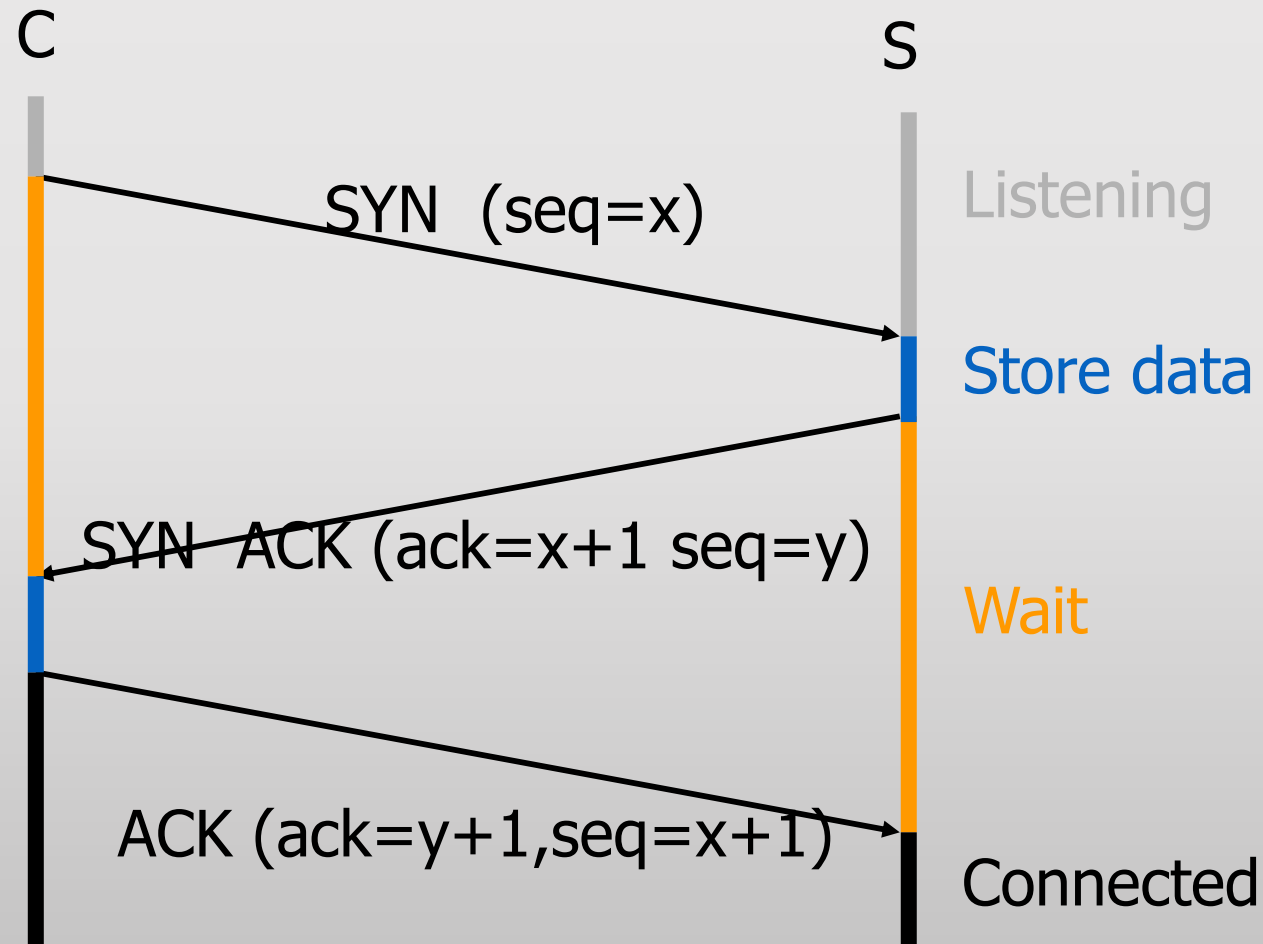 C
S
SYN  (seq=x)
Listening
Store data
SYN  ACK (ack=x+1 seq=y)
Wait
ACK (ack=y+1,seq=x+1)
Connected